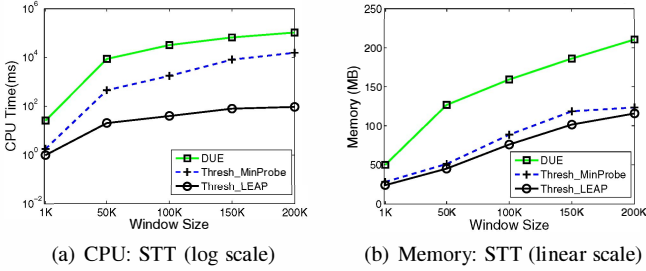 (a)
10^6
10^4
10^2
10^0
10^-2
CPU Time(ms)
DUE
Thresh_MinProbe
Thresh_LEAP
1K 50K 100K 150K 200K
Window Size
(b)
250
200
150
100
50
0
Memory (MB)
DUE
Thresh_MinProbe
Thresh_LEAP
1K 50K 100K 150K 200K
Window Size
(a) CPU: STT (log scale)
(b) Memory: STT (linear scale)